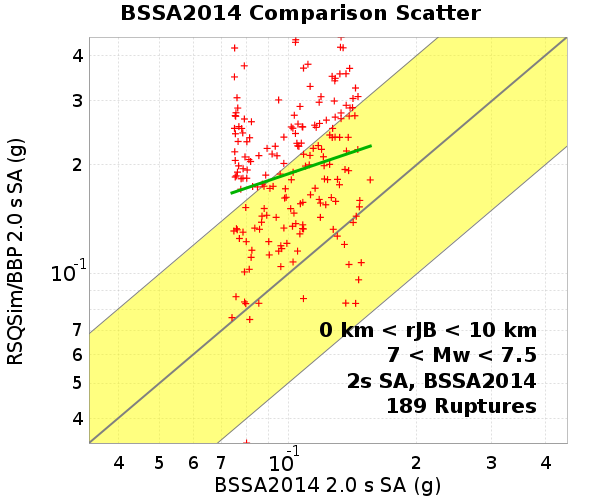 BSSA2014 Comparison Scatter
RSQSim/BBP 2.0 s SA (g)
4
3
2
10^-1
7
6
5
4
0 km < rJB < 10 km
7 < Mw < 7.5
2s SA, BSSA2014
189 Ruptures
4 5 6 7 10^-1 2 3 4
BSSA2014 2.0 s SA (g)